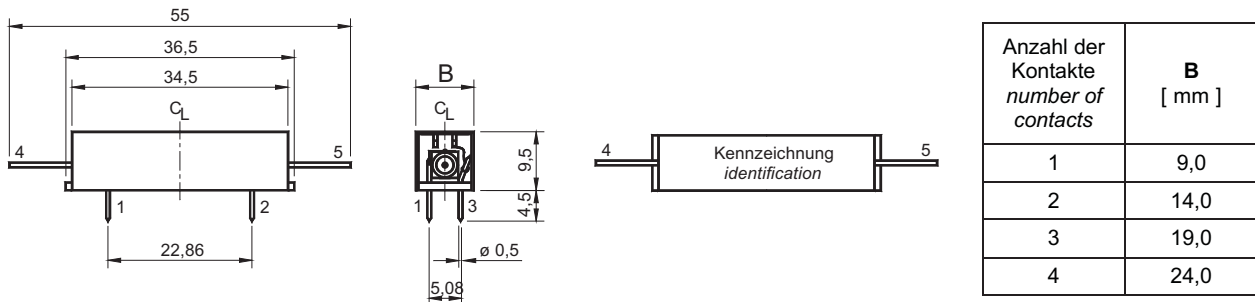 55
36,5
34,5
CL
4
5
1
2
22,86
B
CL
9,5
4,5
1
3
ø 0,5
5,08
4
5
Kennzeichnung
identification
Anzahl der
Kontakte
number of
contacts
B
[ mm ]
1 9,0
2 14,0
3 19,0
4 24,0